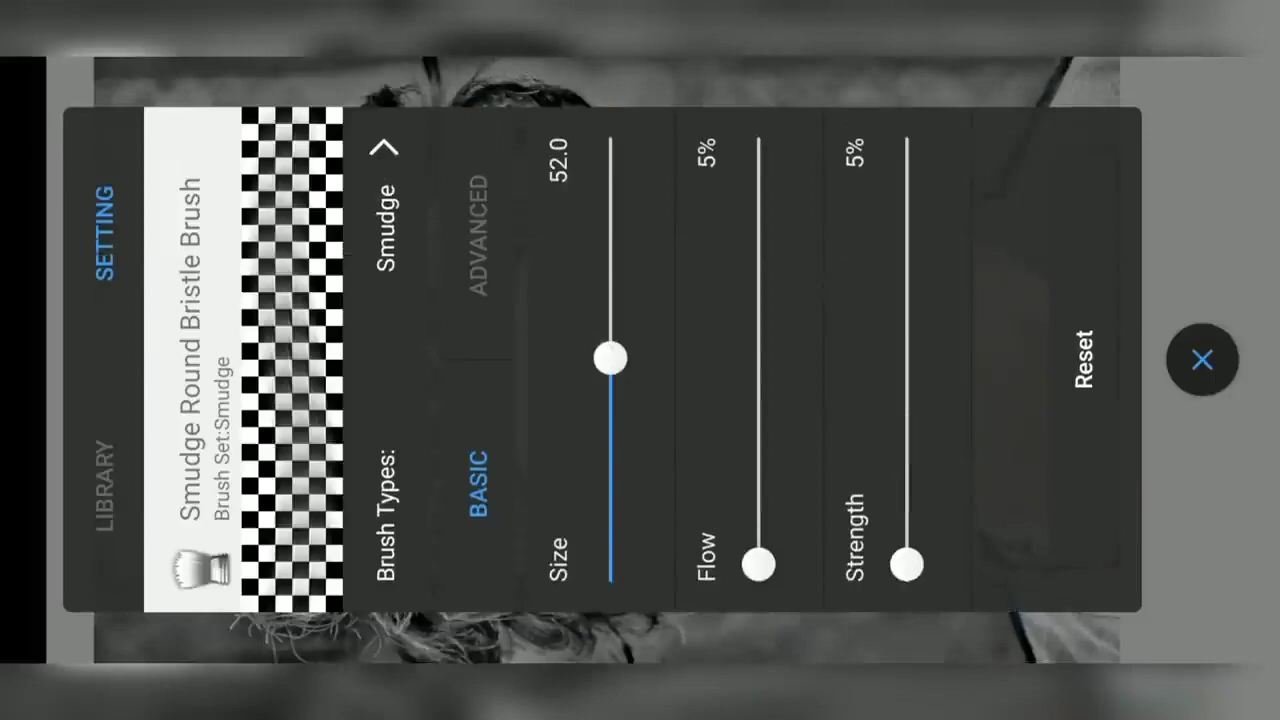 LIBRARY SETTING
Smudge Round Bristle Brush
Brush Set:Smudge
Brush Types: Smudge
BASIC ADVANCED
Size 52.0
Flow 5%
Strength 5%
Reset